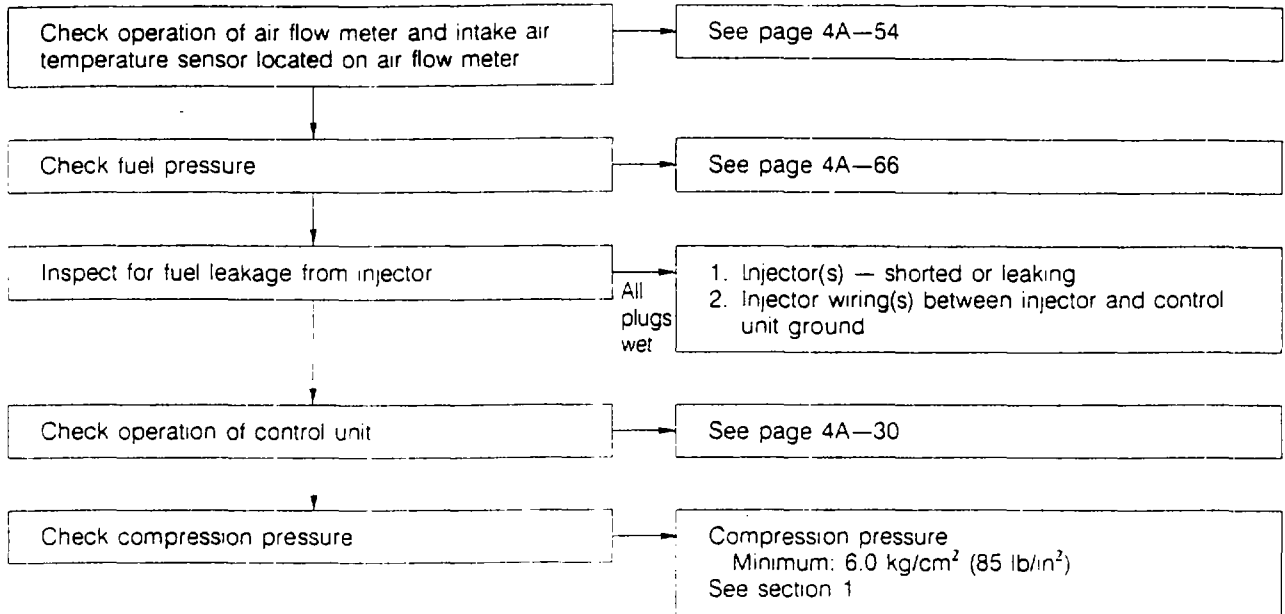 Check operation of air flow meter and intake air
temperature sensor located on air flow meter
See page 4A—54
Check fuel pressure
See page 4A—66
Inspect for fuel leakage from injector
All
plugs
wet
1. Injector(s) — shorted or leaking
2. Injector wiring(s) between injector and control
unit ground
Check operation of control unit
See page 4A—30
Check compression pressure
Compression pressure
Minimum: 6.0 kg/cm² (85 lb/in²)
See section 1